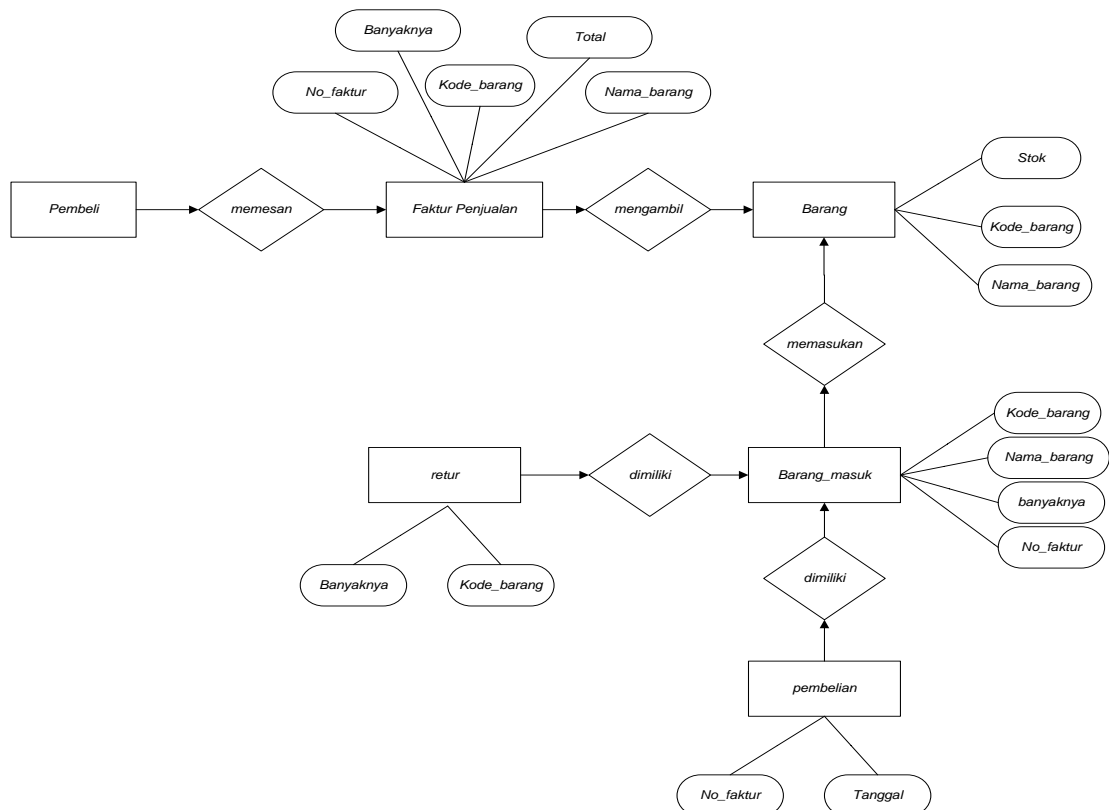 Banyaknya
Total
No_faktur
Kode_barang
Nama_barang
Pembeli
memesan
Faktur Penjualan
mengambil
Barang
Stok
Kode_barang
Nama_barang
memasukan
Kode_barang
Nama_barang
banyaknya
No_faktur
retur
dimiliki
Barang_masuk
Banyaknya
Kode_barang
dimiliki
pembelian
No_faktur
Tanggal